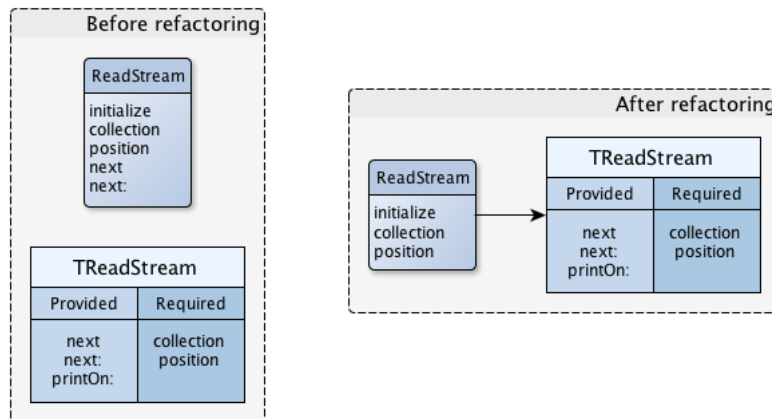 Before refactoring
ReadStream
initialize
collection
position
next
next:
TReadStream
Provided Required
next collection
next: position
printOn:
After refactoring
ReadStream
initialize
collection
position
TReadStream
Provided Required
next collection
next: position
printOn: